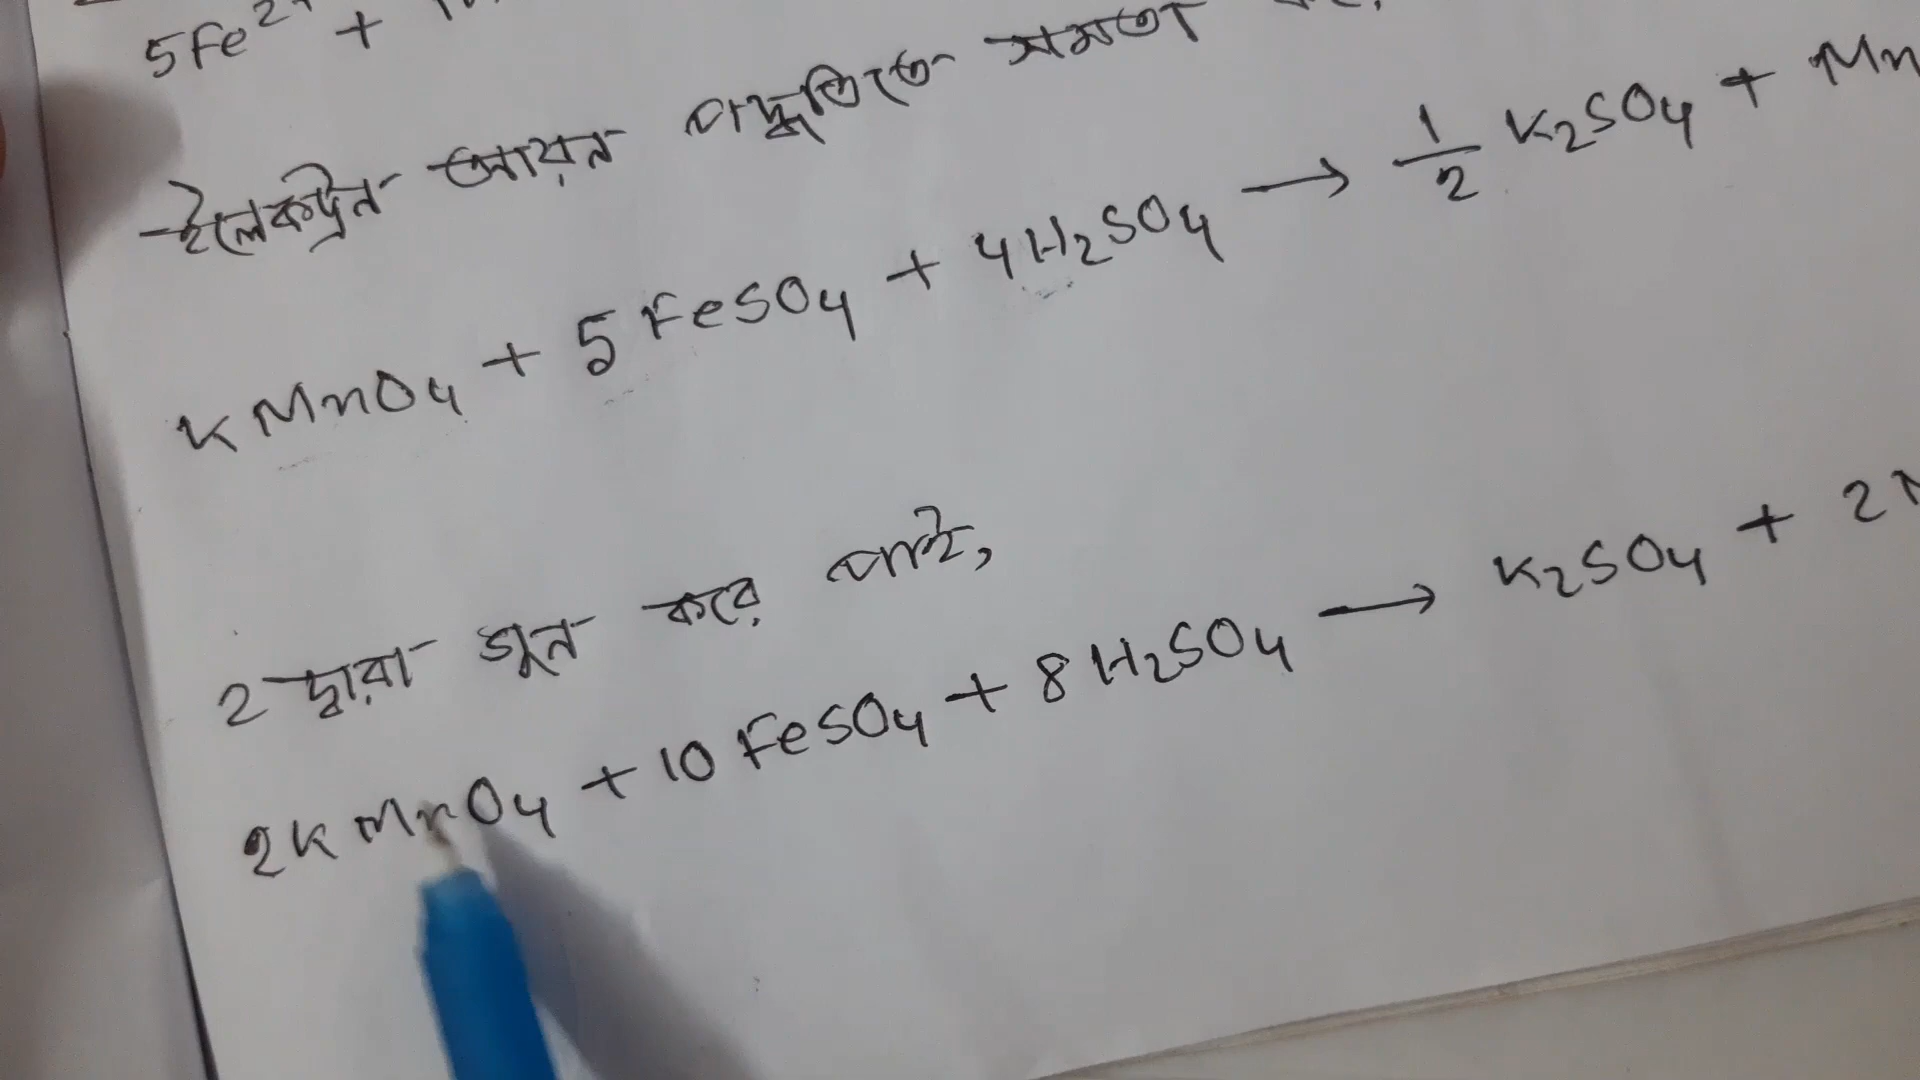 5Fe²⁺ +
ইলেকট্রন আয়ন পদ্ধতিতে সমতা
KMnO₄ + 5FeSO₄ + 4H₂SO₄ → 1/2 K₂SO₄ + Mn
2 দ্বারা গুন করে পাই,
2KMnO₄ + 10FeSO₄ + 8H₂SO₄ → K₂SO₄ + 2